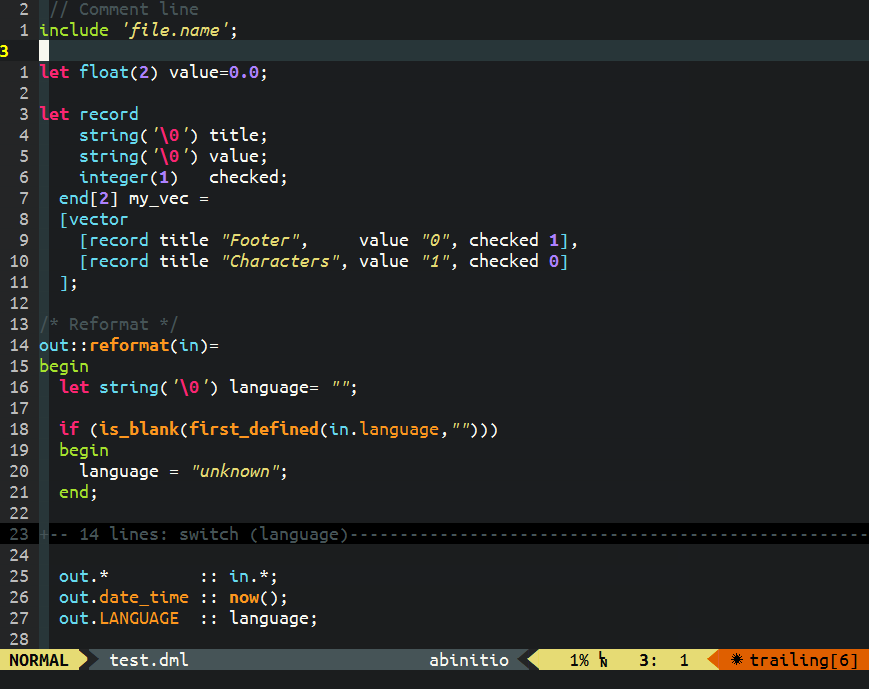 2 // Comment line
1 include 'file.name';
3
1 let float(2) value=0.0;
2
3 let record
4     string('\0') title;
5     string('\0') value;
6     integer(1)   checked;
7   end[2] my_vec =
8   [vector
9     [record title "Footer",     value "0", checked 1],
10     [record title "Characters", value "1", checked 0]
11   ];
12
13 /* Reformat */
14 out::reformat(in)=
15 begin
16   let string('\0') language= "";
17
18   if (is_blank(first_defined(in.language,"")))
19   begin
20     language = "unknown";
21   end;
22
23 +-- 14 lines: switch (language)----------------------------------------------------
24
25   out.*         :: in.*;
26   out.date_time :: now();
27   out.LANGUAGE  :: language;
28
NORMAL test.dml abinitio 1% ␤ 3: 1 ✹ trailing[6]